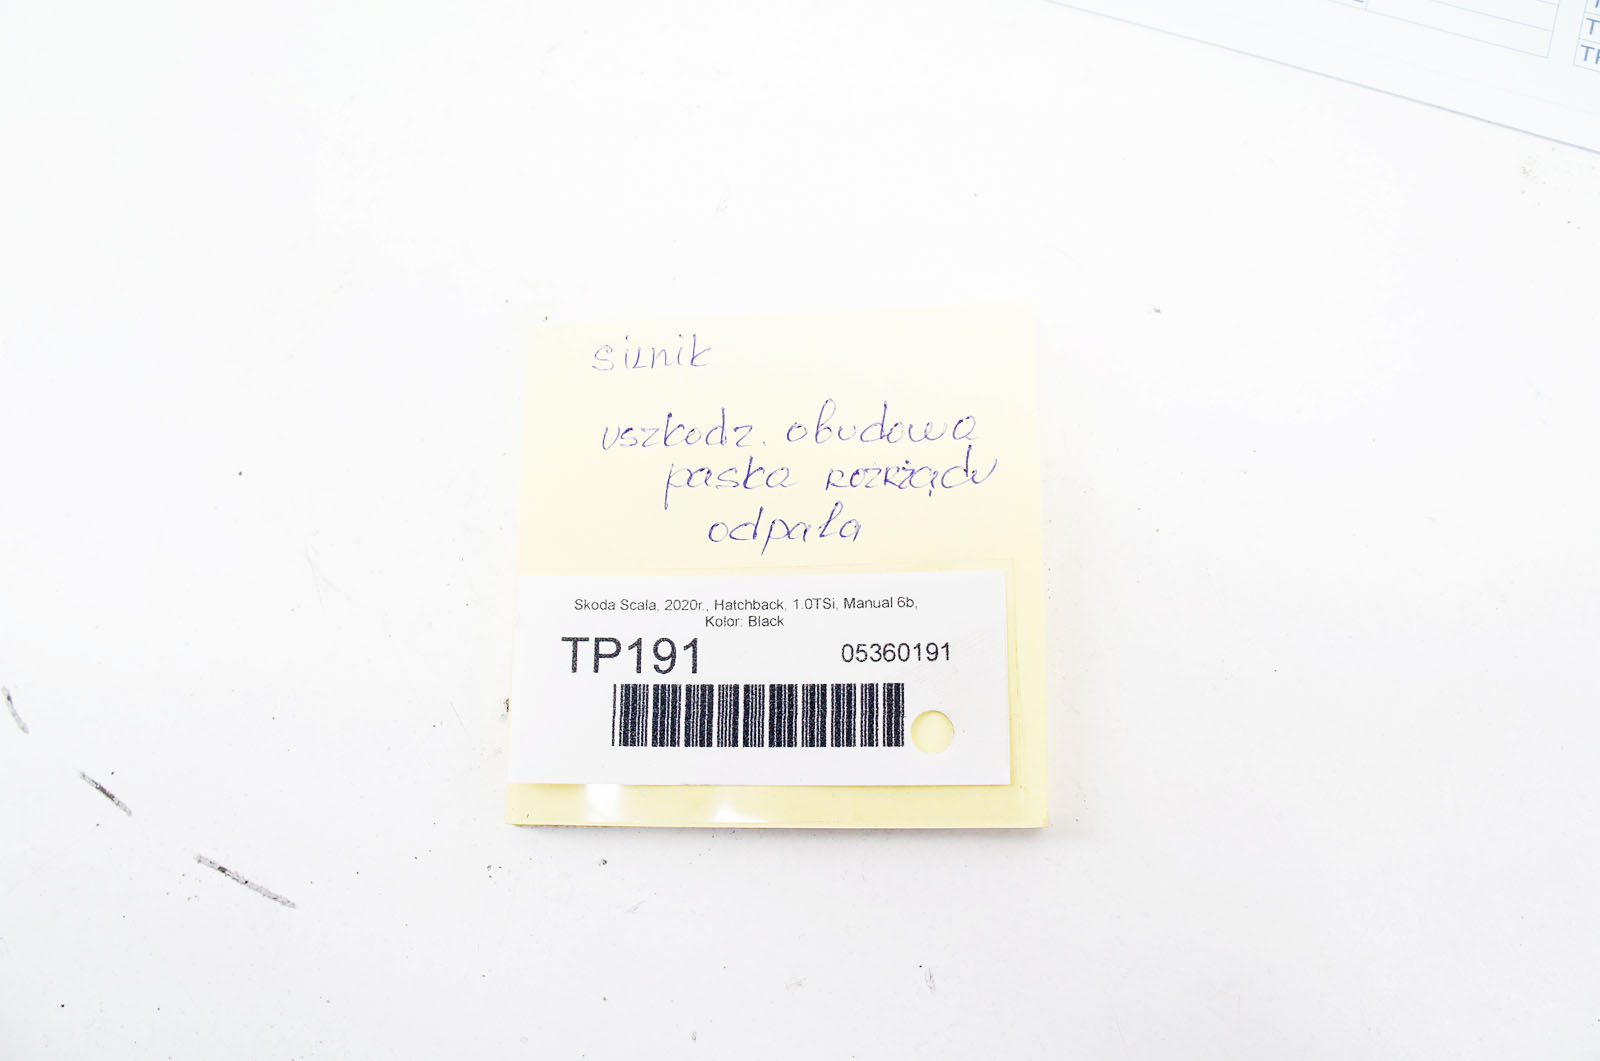 silnik
uszkodz. obudowa
paska rozrządu
odpala
Skoda Scala, 2020r., Hatchback, 1.0TSi, Manual 6b,
Kolor: Black
TP191 05360191